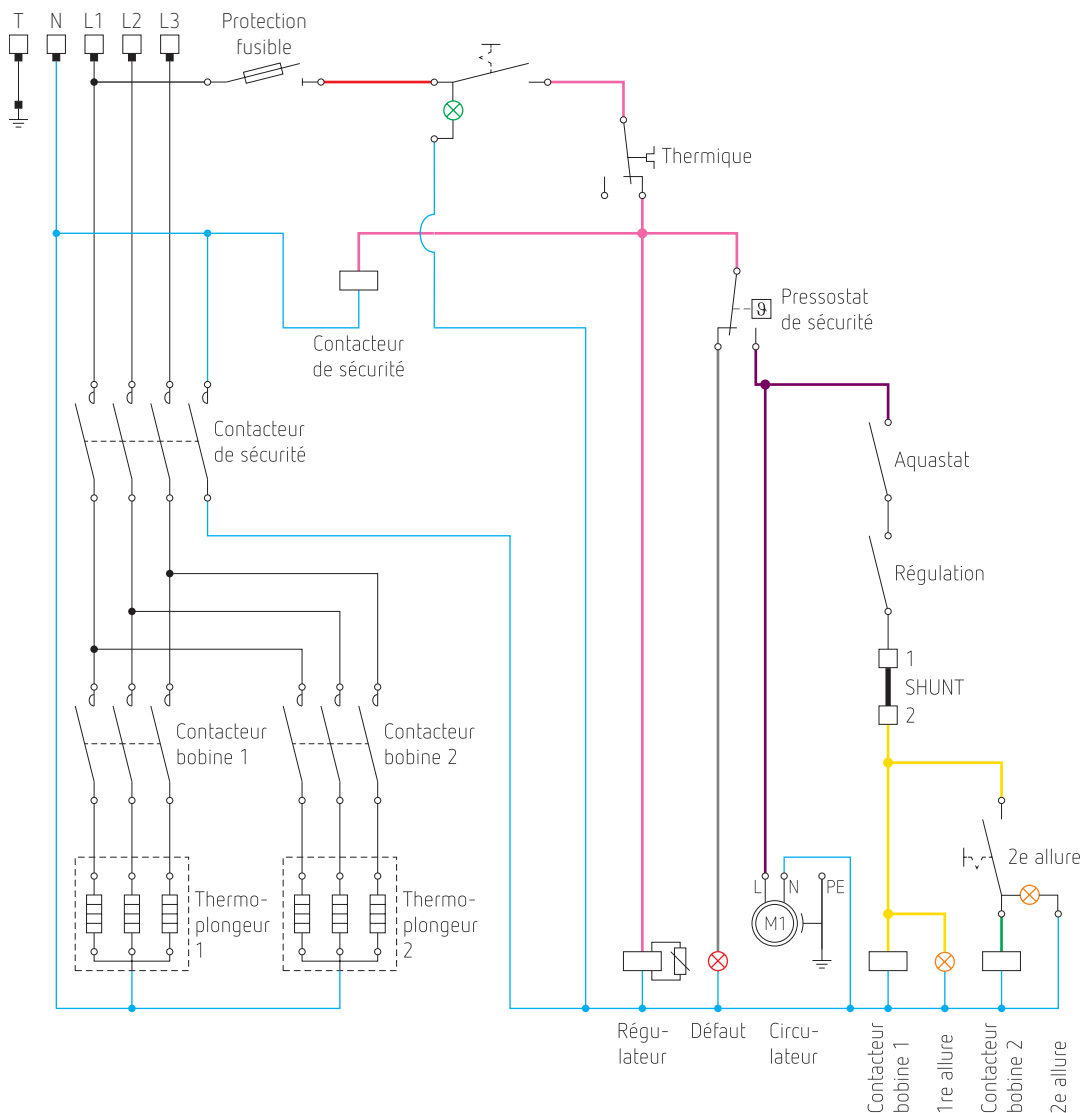 T N L1 L2 L3
Protection
fusible
Thermique
Pressostat
de sécurité
ϑ
Contacteur
de sécurité
Contacteur
de sécurité
Aquastat
Régulation
1
SHUNT
2
Contacteur
bobine 1
Contacteur
bobine 2
2e allure
Thermo-
plongeur
1
Thermo-
plongeur
2
L N PE
M1
Régu-
lateur
Défaut
Circu-
lateur
Contacteur
bobine 1
1re allure
Contacteur
bobine 2
2e allure